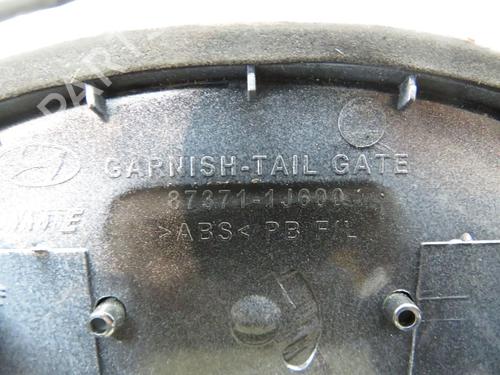 GARNISH-TAIL GATE
87371-1J600
>ABS< PB F/L